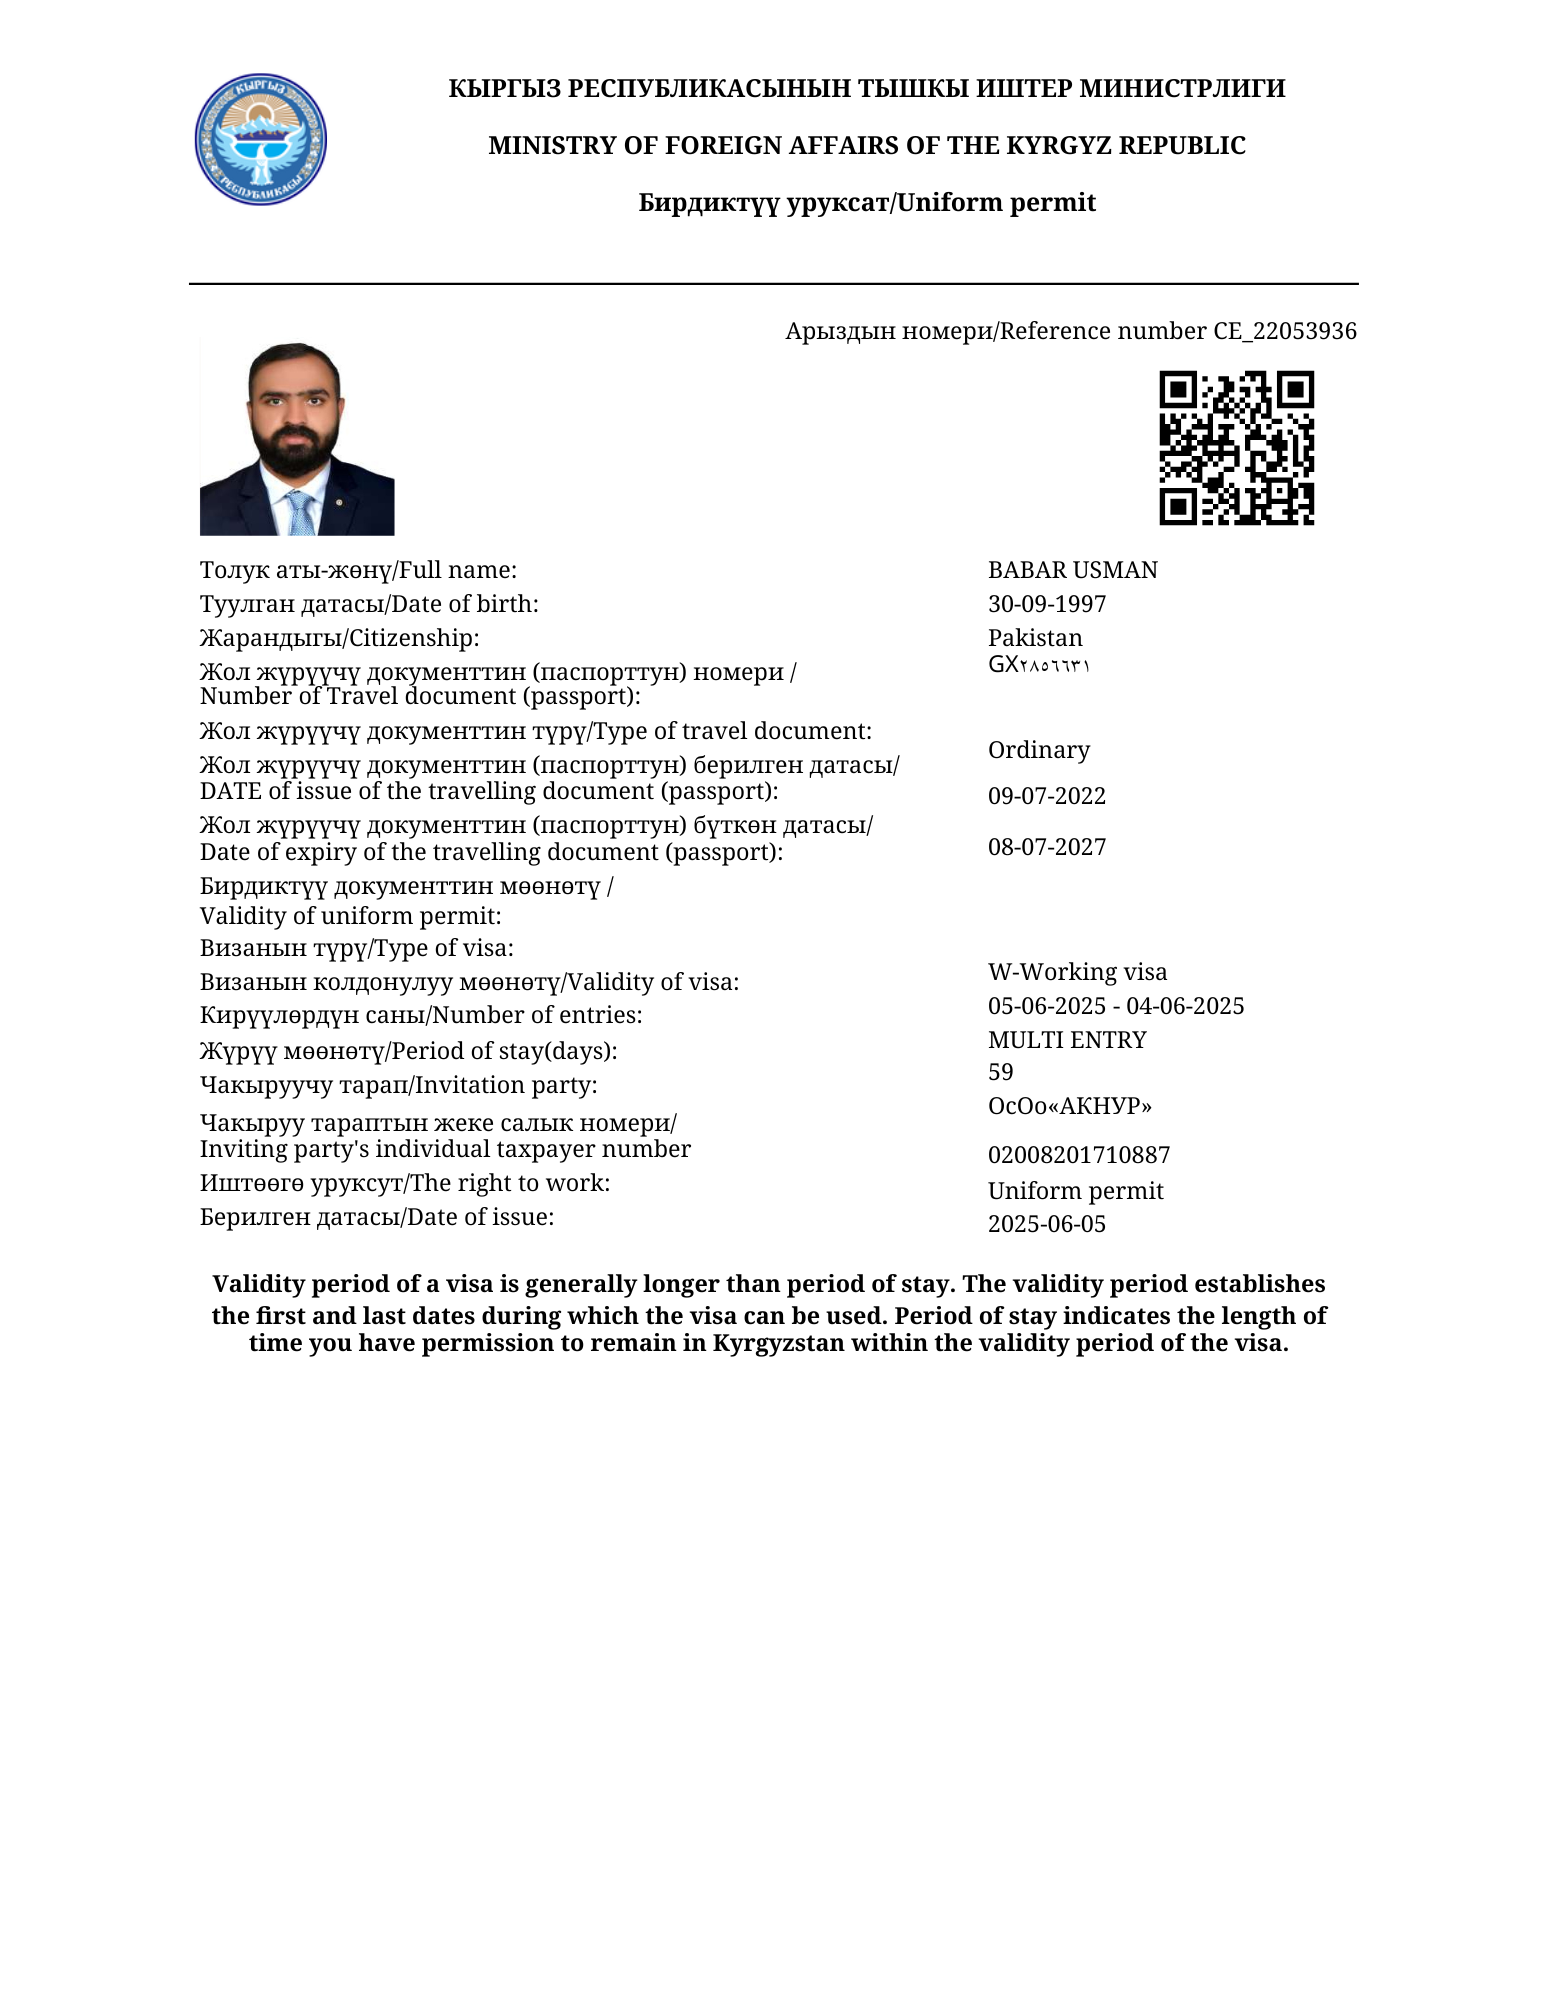 КЫРГЫЗ
РЕСПУБЛИКАСЫ
КЫРГЫЗ РЕСПУБЛИКАСЫНЫН ТЫШКЫ ИШТЕР МИНИСТРЛИГИ
MINISTRY OF FOREIGN AFFAIRS OF THE KYRGYZ REPUBLIC
Бирдиктүү уруксат/Uniform permit
Арыздын номери/Reference number CE_22053936
Толук аты-жөнү/Full name: BABAR USMAN
Туулган датасы/Date of birth: 30-09-1997
Жарандыгы/Citizenship: Pakistan
Жол жүрүүчү документтин (паспорттун) номери / GX٢٨٥٦٦٣١
Number of Travel document (passport):
Жол жүрүүчү документтин түрү/Type of travel document: Ordinary
Жол жүрүүчү документтин (паспорттун) берилген датасы/
DATE of issue of the travelling document (passport): 09-07-2022
Жол жүрүүчү документтин (паспорттун) бүткөн датасы/
Date of expiry of the travelling document (passport): 08-07-2027
Бирдиктүү документтин мөөнөтү /
Validity of uniform permit:
Визанын түрү/Type of visa: W-Working visa
Визанын колдонулуу мөөнөтү/Validity of visa: 05-06-2025 - 04-06-2025
Кирүүлөрдүн саны/Number of entries: MULTI ENTRY
Жүрүү мөөнөтү/Period of stay(days): 59
Чакыруучу тарап/Invitation party: ОсОо«АКНУР»
Чакыруу тараптын жеке салык номери/
Inviting party's individual taxpayer number 02008201710887
Иштөөгө уруксут/The right to work: Uniform permit
Берилген датасы/Date of issue: 2025-06-05
Validity period of a visa is generally longer than period of stay. The validity period establishes
the first and last dates during which the visa can be used. Period of stay indicates the length of
time you have permission to remain in Kyrgyzstan within the validity period of the visa.